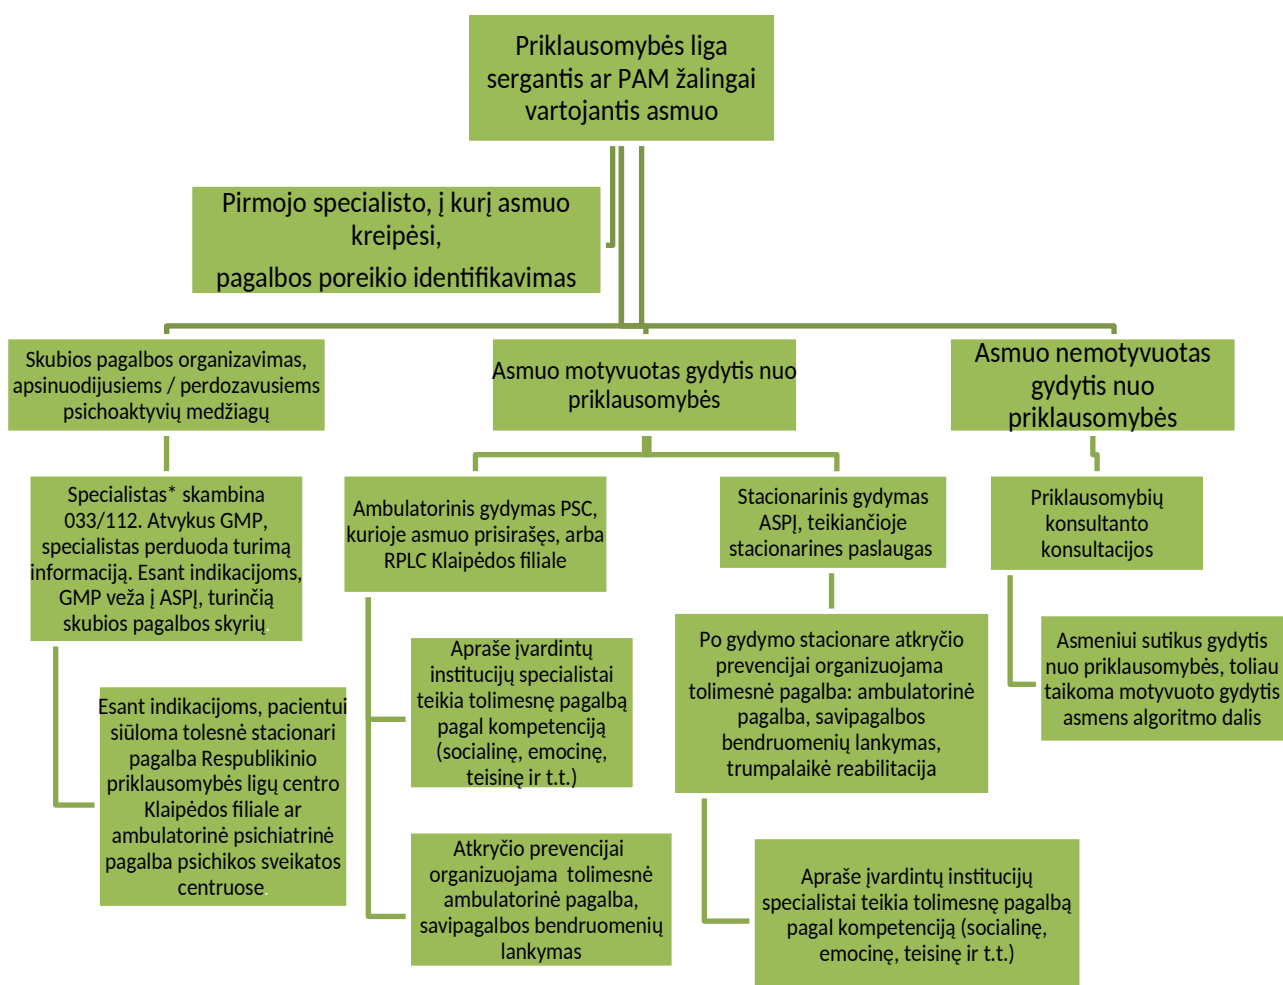 Priklausomybės liga
sergantis ar PAM žalingai
vartojantis asmuo
Pirmojo specialisto, į kurį asmuo
kreipėsi,
pagalbos poreikio identifikavimas
Skubios pagalbos organizavimas,
apsinuodijusiems / perdozavusiems
psichoaktyvių medžiagų
Asmuo motyvuotas gydytis nuo
priklausomybės
Asmuo nemotyvuotas
gydytis nuo
priklausomybės
Specialistas* skambina
033/112. Atvykus GMP,
specialistas perduoda turimą
informaciją. Esant indikacijoms,
GMP veža į ASPĮ, turinčią
skubios pagalbos skyrių.
Esant indikacijoms, pacientui
siūloma tolesnė stacionari
pagalba Respublikinio
priklausomybės ligų centro
Klaipėdos filiale ar
ambulatorinė psichiatrinė
pagalba psichikos sveikatos
centruose.
Ambulatorinis gydymas PSC,
kurioje asmuo prisirašęs, arba
RPLC Klaipėdos filiale
Apraše įvardintų
institucijų specialistai
teikia tolimesnę pagalbą
pagal kompetenciją
(socialinę, emocinę,
teisinę ir t.t.)
Atkryčio prevencijai
organizuojama tolimesnė
ambulatorinė pagalba,
savipagalbos bendruomenių
lankymas
Stacionarinis gydymas
ASPĮ, teikiančioje
stacionarines paslaugas
Po gydymo stacionare atkryčio
prevencijai organizuojama
tolimesnė pagalba: ambulatorinė
pagalba, savipagalbos
bendruomenių lankymas,
trumpalaikė reabilitacija
Apraše įvardintų institucijų
specialistai teikia tolimesnę pagalbą
pagal kompetenciją (socialinę,
emocinę, teisinę ir t.t.)
Priklausomybių
konsultanto
konsultacijos
Asmeniui sutikus gydytis
nuo priklausomybės, toliau
taikoma motyvuoto gydytis
asmens algoritmo dalis